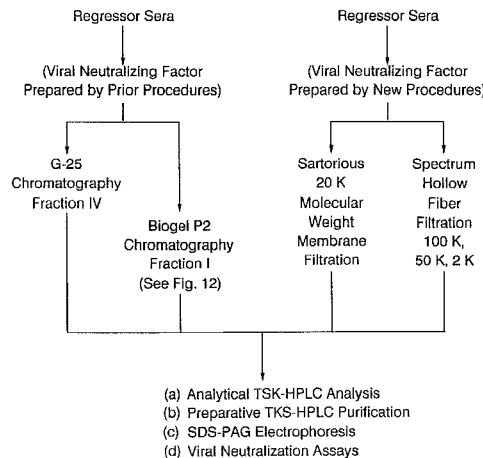 Regressor Sera
(Viral Neutralizing Factor
Prepared by Prior Procedures)
G-25
Chromatography
Fraction IV
Biogel P2
Chromatography
Fraction I
(See Fig. 12)
Regressor Sera
(Viral Neutralizing Factor
Prepared by New Procedures)
Sartorious
20 K
Molecular
Weight
Membrane
Filtration
Spectrum
Hollow
Fiber
Filtration
100 K,
50 K, 2 K
(a) Analytical TSK-HPLC Analysis
(b) Preparative TKS-HPLC Purification
(c) SDS-PAG Electrophoresis
(d) Viral Neutralization Assays